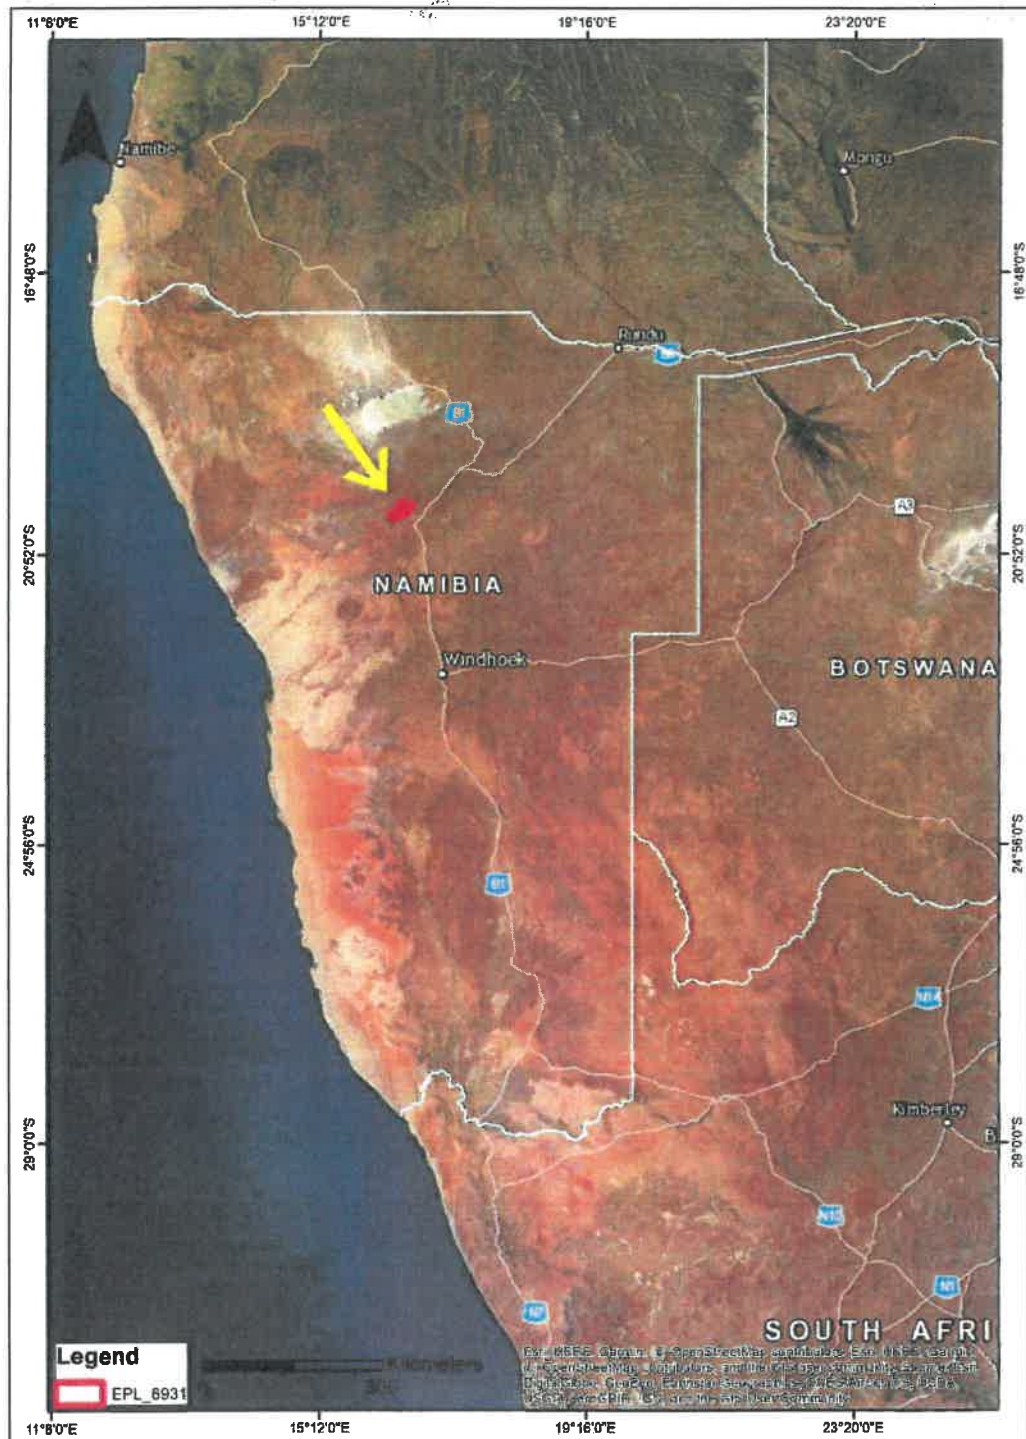 11°8'0"E 15°12'0"E 19°16'0"E 23°20'0"E
Namibe
Mongu
16°48'0"S 16°48'0"S
Rundu
B1
20°52'0"S A3 20°52'0"S
NAMIBIA
Windhoek
BOTSWANA
A2
24°56'0"S 24°56'0"S
B1
N14
Kimberley
29°0'0"S B 29°0'0"S
N10
N1
N7
SOUTH AFRI
Legend
EPL_6931
Kilometers
11°8'0"E 15°12'0"E 19°16'0"E 23°20'0"E